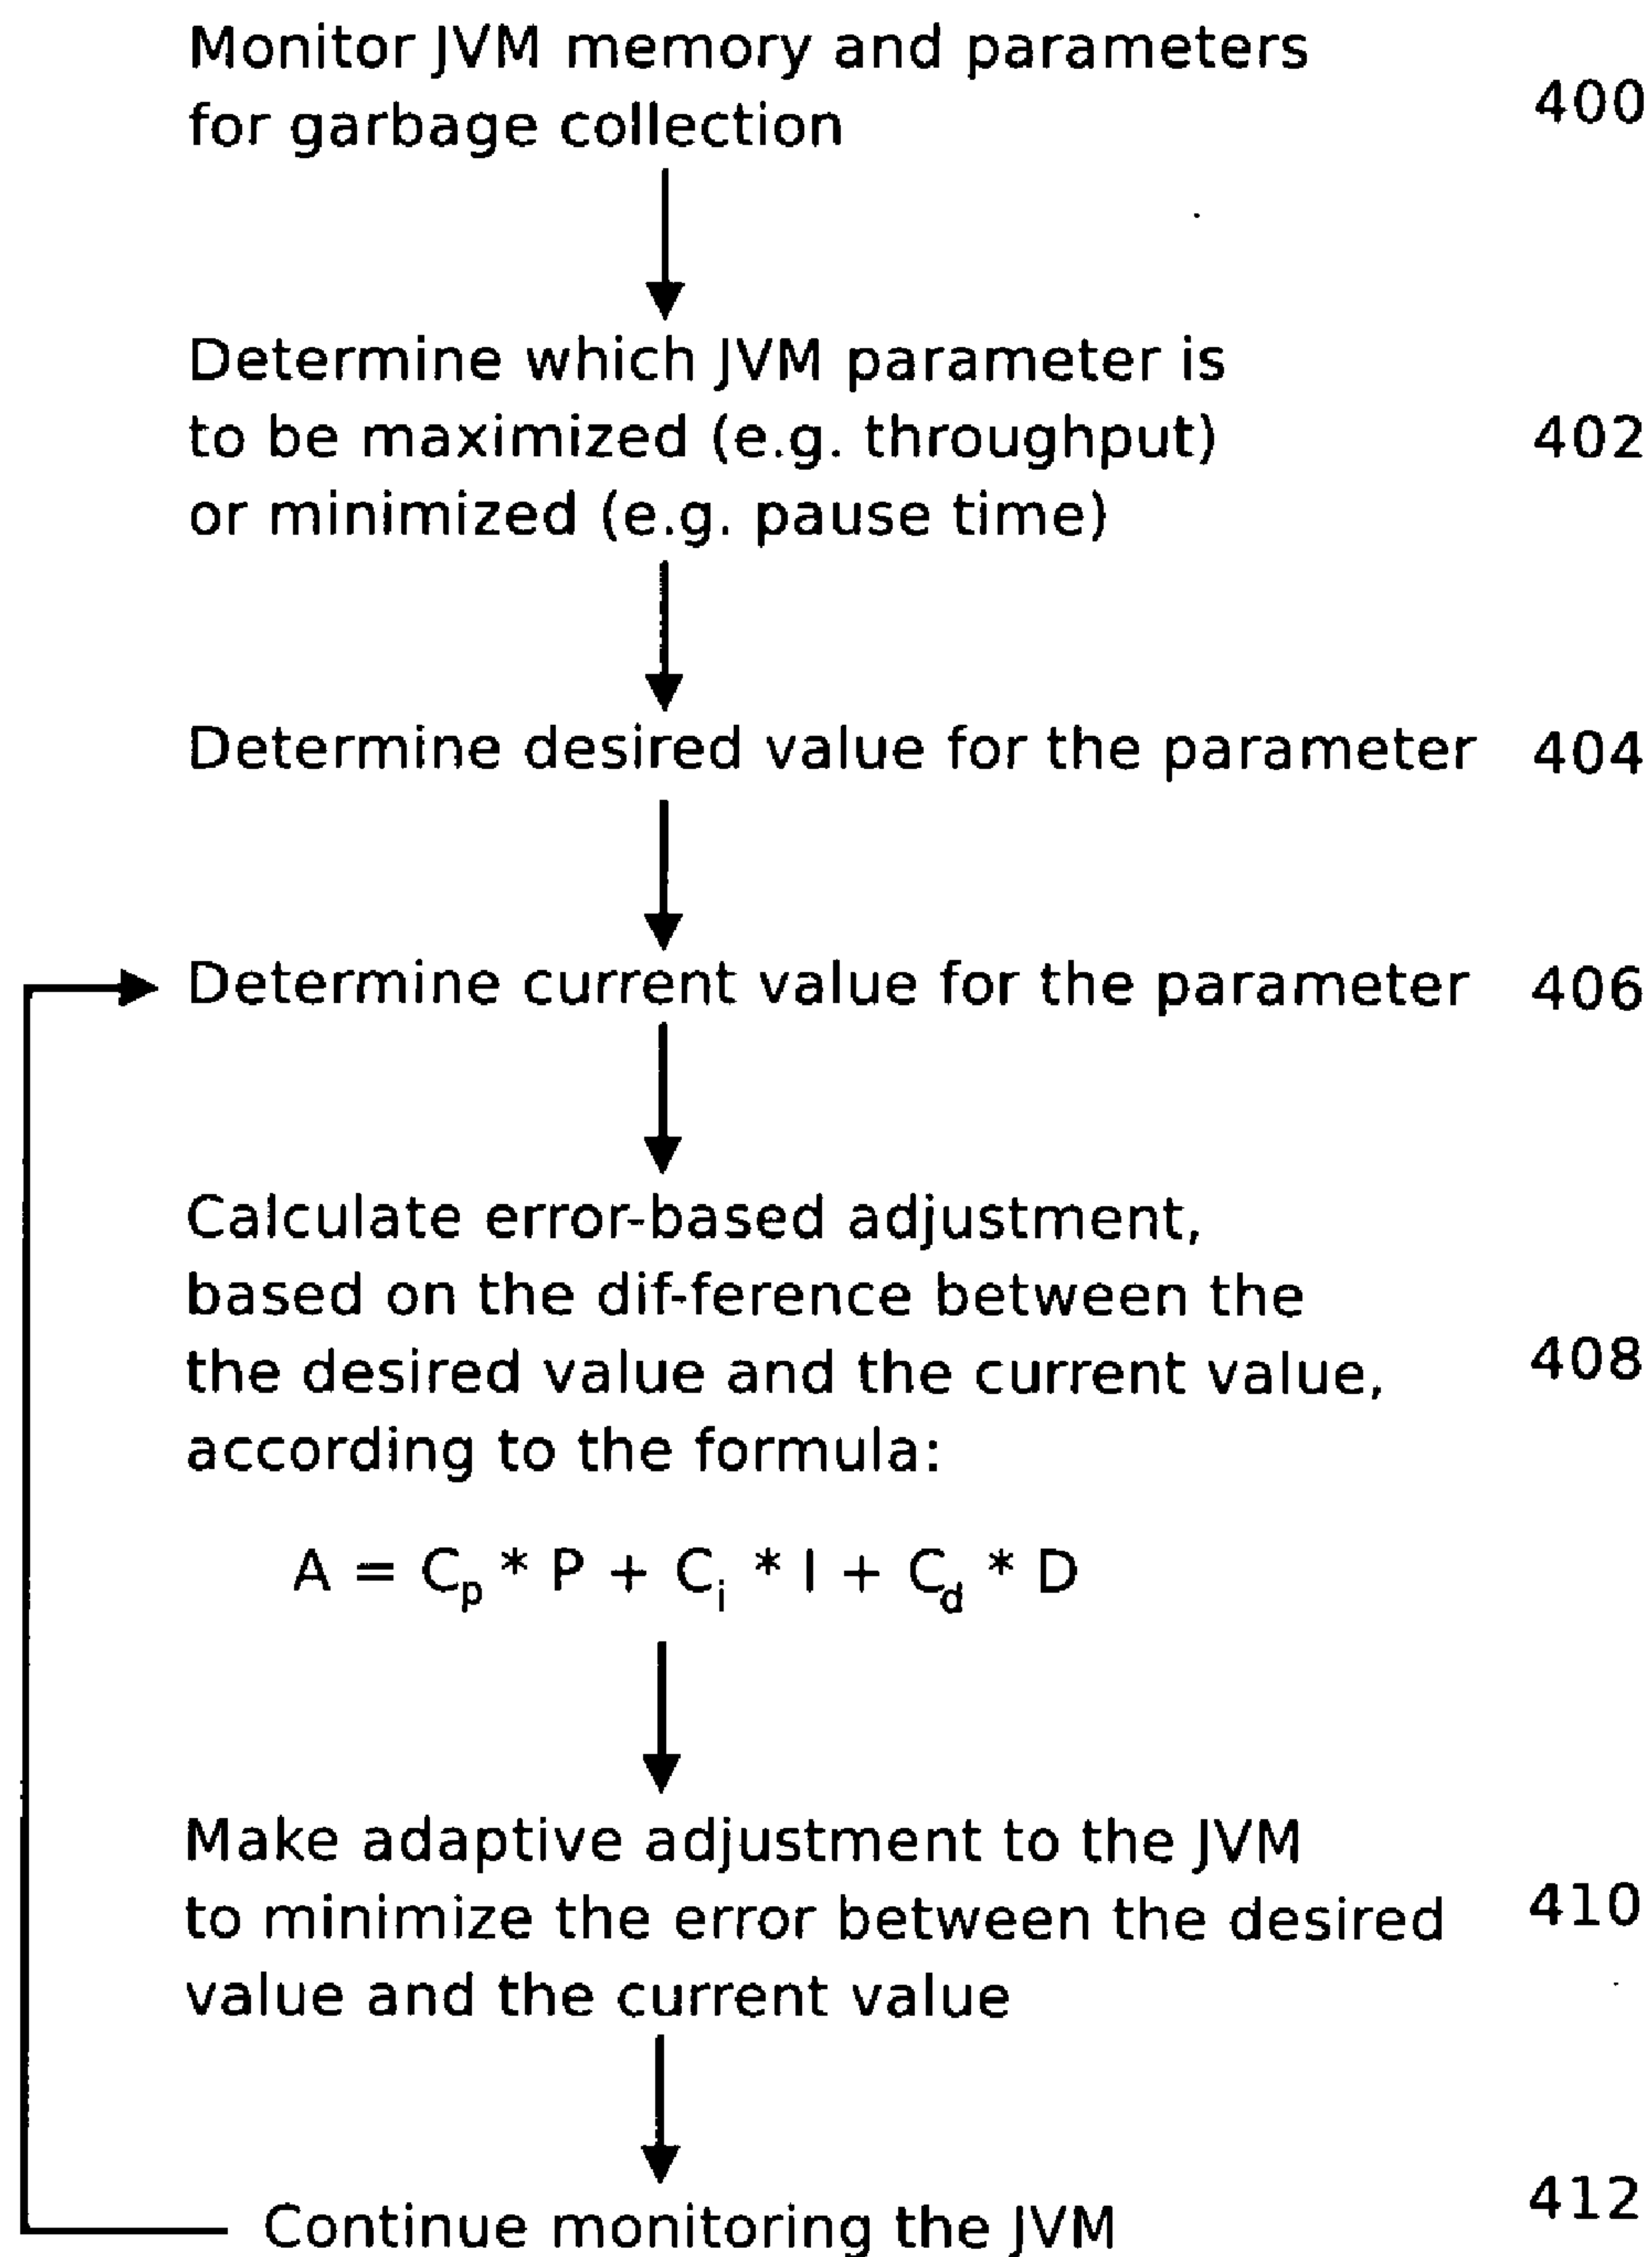 Monitor JVM memory and parameters
for garbage collection
400
Determine which JVM parameter is
to be maximized (e.g. throughput)
402
or minimized (e.g. pause time)
Determine desired value for the parameter 404
Determine current value for the parameter 406
Calculate error-based adjustment,
based on the dif-ference between the
the desired value and the current value,
408
according to the formula:
A = Cp * P + Ci * I + Cd * D
Make adaptive adjustment to the JVM
to minimize the error between the desired
410
value and the current value
Continue monitoring the JVM
412